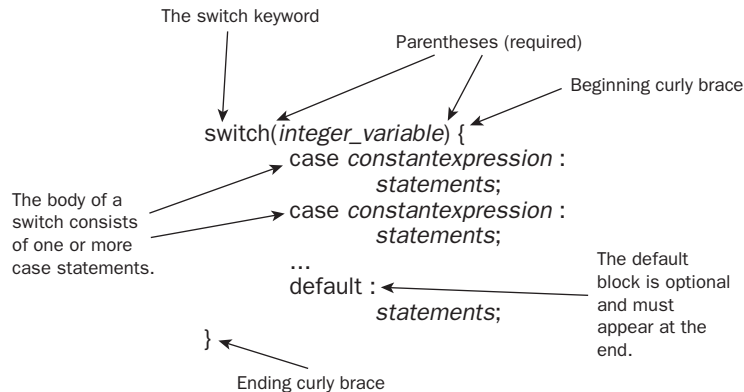 The switch keyword
Parentheses (required)
Beginning curly brace
switch(integer_variable) {
case constantexpression :
statements;
case constantexpression :
statements;
...
default :
statements;
}
The body of a
switch consists
of one or more
case statements.
The default
block is optional
and must
appear at the
end.
Ending curly brace